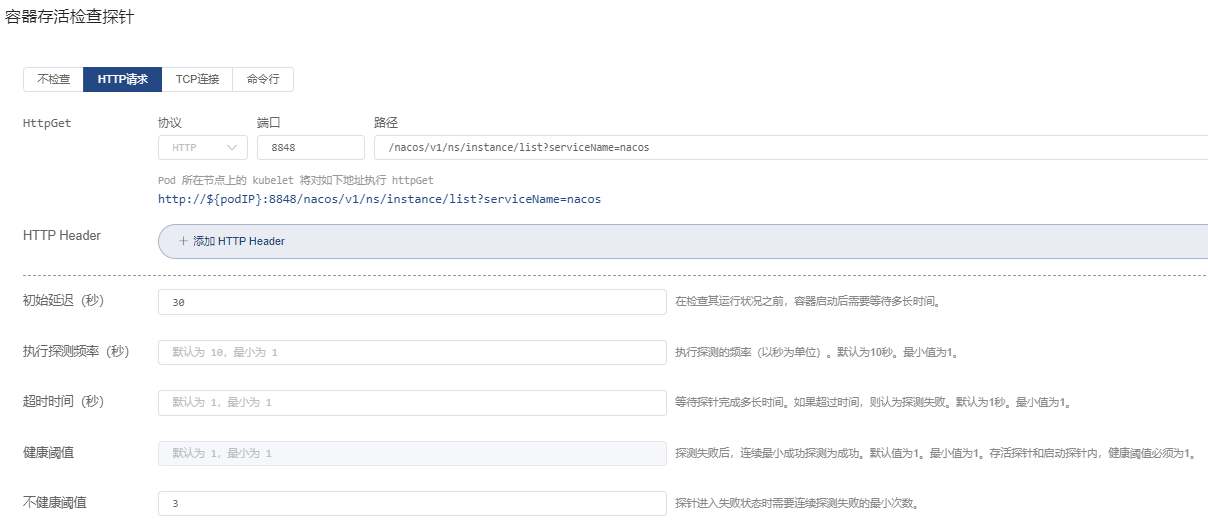 容器存活检查探针
不检查 HTTP请求 TCP连接 命令行
HttpGet 协议 端口 路径
HTTP 8848 /nacos/v1/ns/instance/list?serviceName=nacos
Pod 所在节点上的 kubelet 将对如下地址执行 httpGet
http://${podIP}:8848/nacos/v1/ns/instance/list?serviceName=nacos
HTTP Header + 添加 HTTP Header
初始延迟（秒） 30 在检查其运行状况之前，容器启动后需要等待多长时间。
执行探测频率（秒） 默认为 10，最小为 1 执行探测的频率（以秒为单位）。默认为10秒。最小值为1。
超时时间（秒） 默认为 1，最小为 1 等待探针完成多长时间。如果超过时间，则认为探测失败。默认为1秒。最小值为1。
健康阈值 默认为 1，最小为 1 探测失败后，连续最小成功探测为成功。默认值为1。最小值为1。存活探针和启动探针内，健康阈值必须为1。
不健康阈值 3 探针进入失败状态时需要连续探测失败的最小次数。